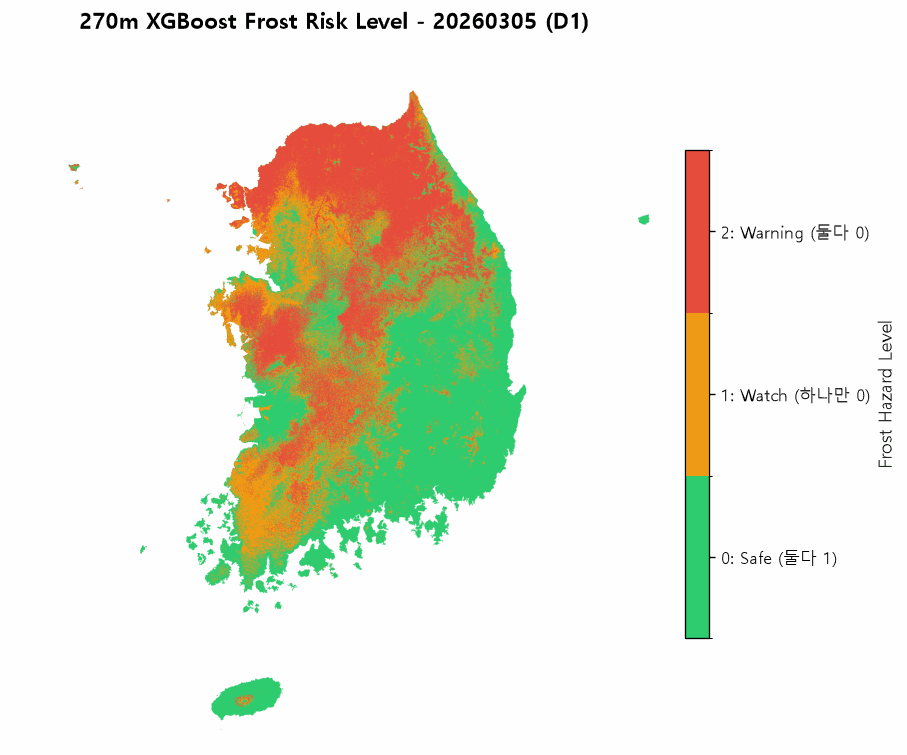 270m XGBoost Frost Risk Level - 20260305 (D1)
2: Warning (둘다 0)
1: Watch (하나만 0)
0: Safe (둘다 1)
Frost Hazard Level